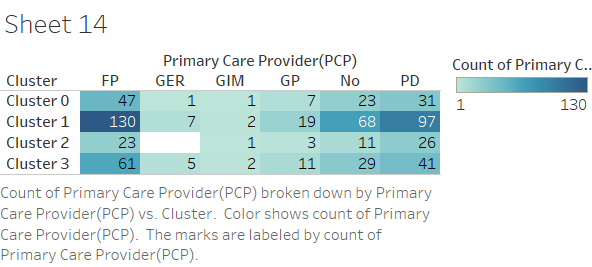 Sheet 14
Primary Care Provider(PCP)
Cluster FP GER GIM GP No PD
Cluster 0 47 1 1 7 23 31
Cluster 1 130 7 2 19 68 97
Cluster 2 23 1 3 11 26
Cluster 3 61 5 2 11 29 41
Count of Primary C..
1 130
Count of Primary Care Provider(PCP) broken down by Primary
Care Provider(PCP) vs. Cluster. Color shows count of Primary
Care Provider(PCP). The marks are labeled by count of
Primary Care Provider(PCP).